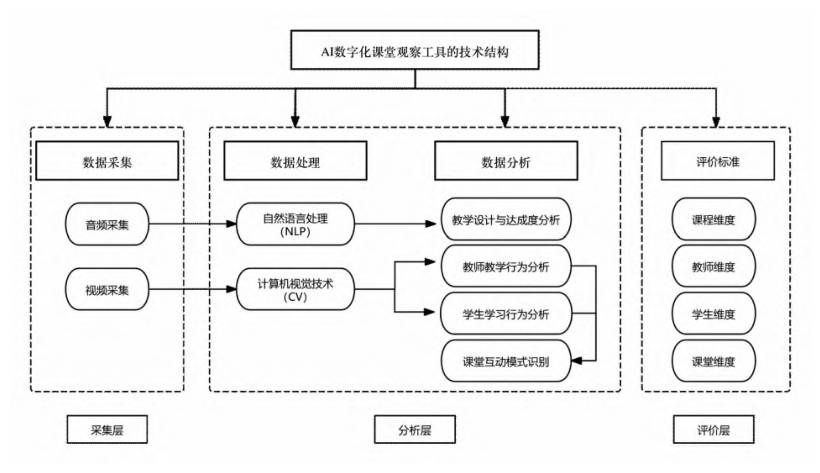 AI数字化课堂观察工具的技术结构
数据采集
数据处理
数据分析
评价标准
音频采集
自然语言处理
(NLP)
教学设计与达成度分析
课程维度
视频采集
计算机视觉技术
(CV)
教师教学行为分析
教师维度
学生学习行为分析
学生维度
课堂互动模式识别
课堂维度
采集层
分析层
评价层